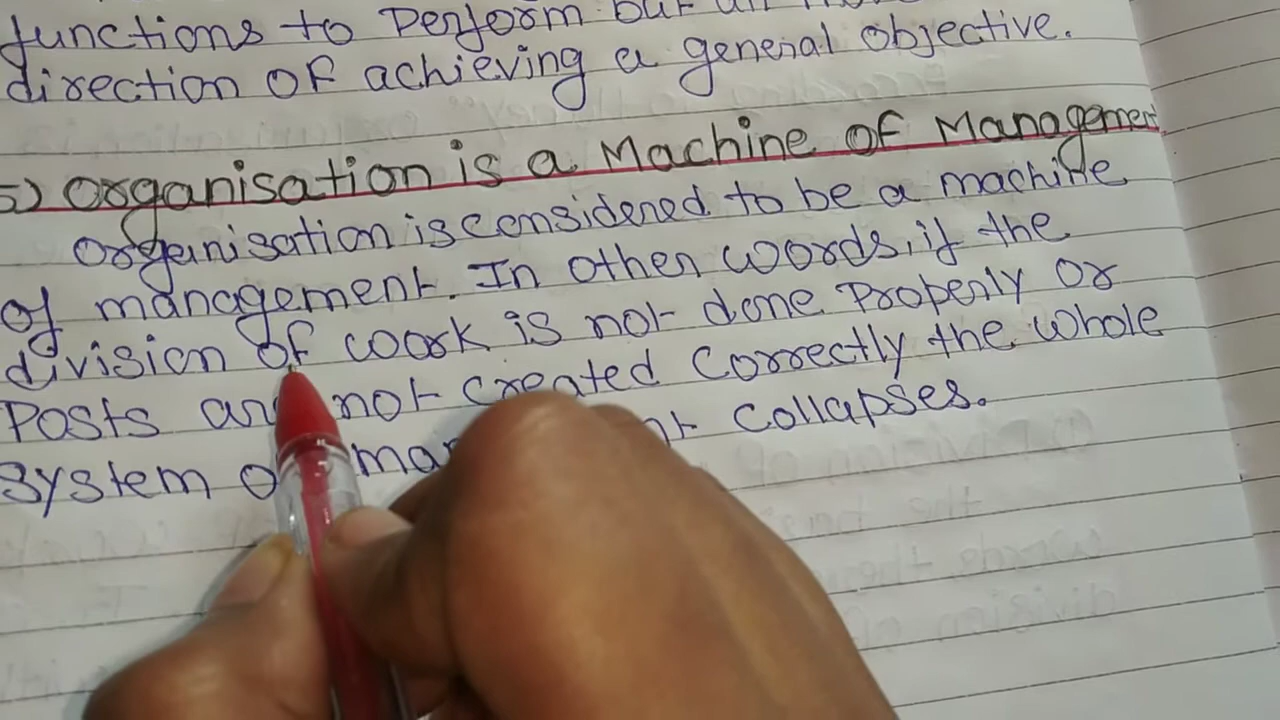 functions to Perform but
direction OF achieving a general objective.
5) Organisation is a Machine OF Management
Organisation is considered to be a machine
of management. In other words, if the
division of work is not done Properly or
Posts are not created Correctly the whole
System of management Collapses.